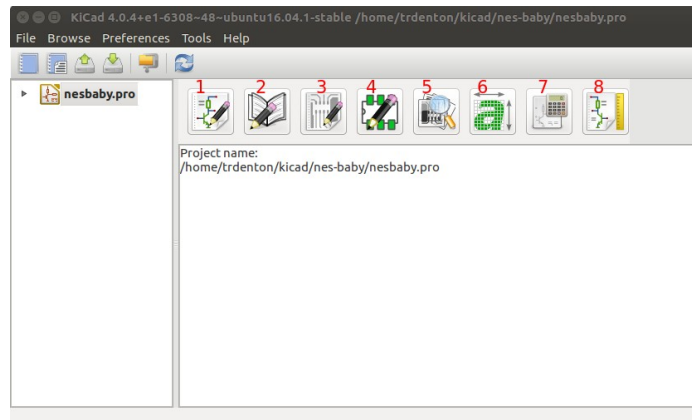 KiCad 4.0.4+e1-6308~48~ubuntu16.04.1-stable /home/trdenton/kicad/nes-baby/nesbaby.pro
File Browse Preferences Tools Help
nesbaby.pro
1 2 3 4 5 6 7 8
a
Project name:
/home/trdenton/kicad/nes-baby/nesbaby.pro